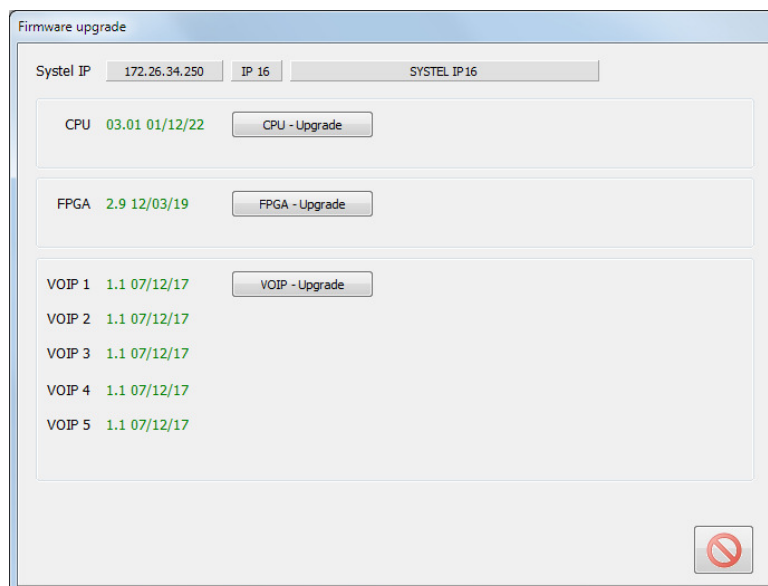 Firmware upgrade
Systel IP 172.26.34.250 IP 16 SYSTEL IP16
CPU 03.01 01/12/22 CPU - Upgrade
FPGA 2.9 12/03/19 FPGA - Upgrade
VOIP 1 1.1 07/12/17 VOIP - Upgrade
VOIP 2 1.1 07/12/17
VOIP 3 1.1 07/12/17
VOIP 4 1.1 07/12/17
VOIP 5 1.1 07/12/17